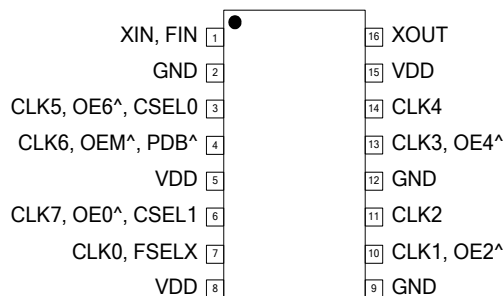 XIN, FIN 1
GND 2
CLK5, OE6^, CSEL0 3
CLK6, OEM^, PDB^ 4
VDD 5
CLK7, OE0^, CSEL1 6
CLK0, FSELX 7
VDD 8
16 XOUT
15 VDD
14 CLK4
13 CLK3, OE4^
12 GND
11 CLK2
10 CLK1, OE2^
9 GND